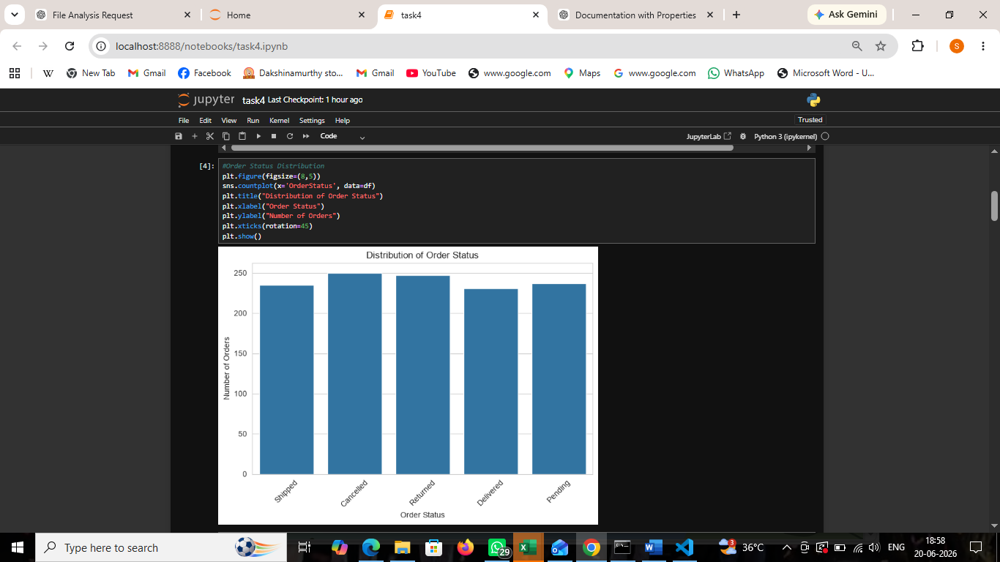 File Analysis Request
Home
task4
Documentation with Properties
Ask Gemini
localhost:8888/notebooks/task4.ipynb
S
W
New Tab
Gmail
Facebook
Dakshinamurthy sto...
Gmail
YouTube
www.google.com
Maps
www.google.com
WhatsApp
Microsoft Word - U...
jupyter task4 Last Checkpoint: 1 hour ago
File Edit View Run Kernel Settings Help
Trusted
Code
JupyterLab
Python 3 (ipykernel)
[4]:
#Order Status Distribution
plt.figure(figsize=(8,5))
sns.countplot(x='OrderStatus', data=df)
plt.title("Distribution of Order Status")
plt.xlabel("Order Status")
plt.ylabel("Number of Orders")
plt.xticks(rotation=45)
plt.show()
Distribution of Order Status
Number of Orders
250
200
150
100
50
0
Shipped
Cancelled
Returned
Delivered
Pending
Order Status
Type here to search
29
3
36°C
ENG
18:58
20-06-2026